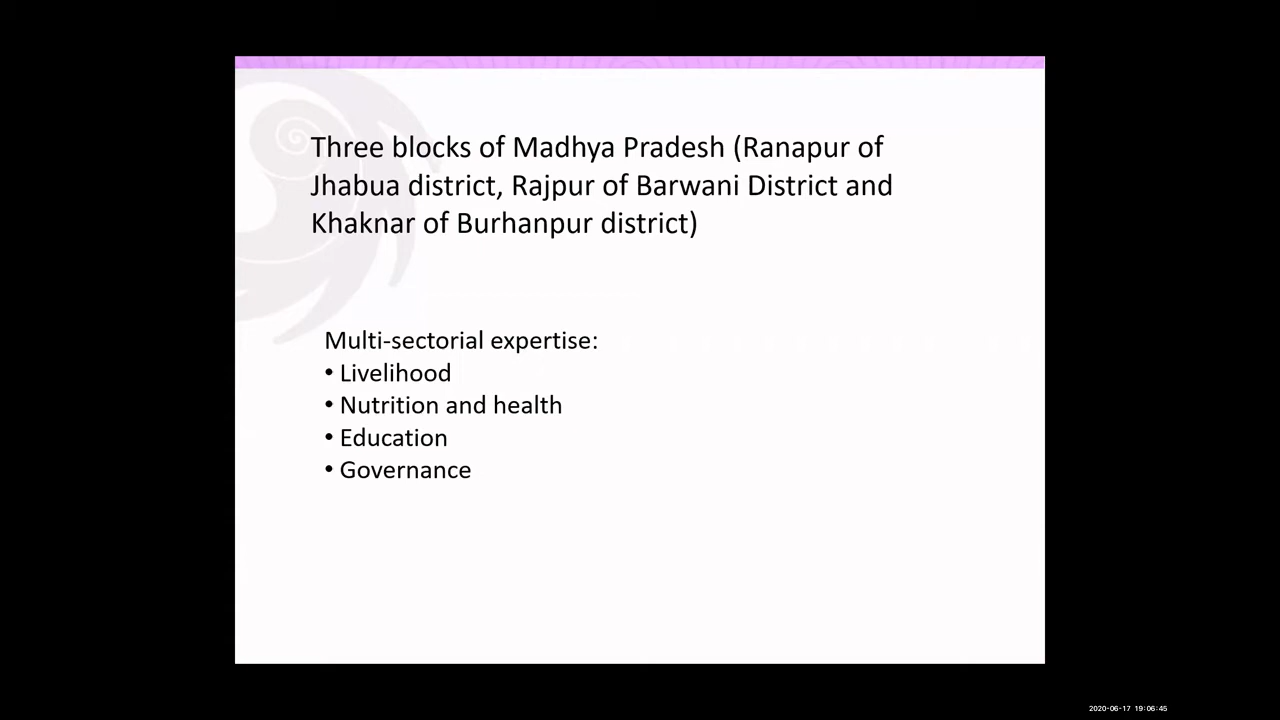 Three blocks of Madhya Pradesh (Ranapur of
Jhabua district, Rajpur of Barwani District and
Khaknar of Burhanpur district)
Multi-sectorial expertise:
• Livelihood
• Nutrition and health
• Education
• Governance
2020-06-17 19:06:45